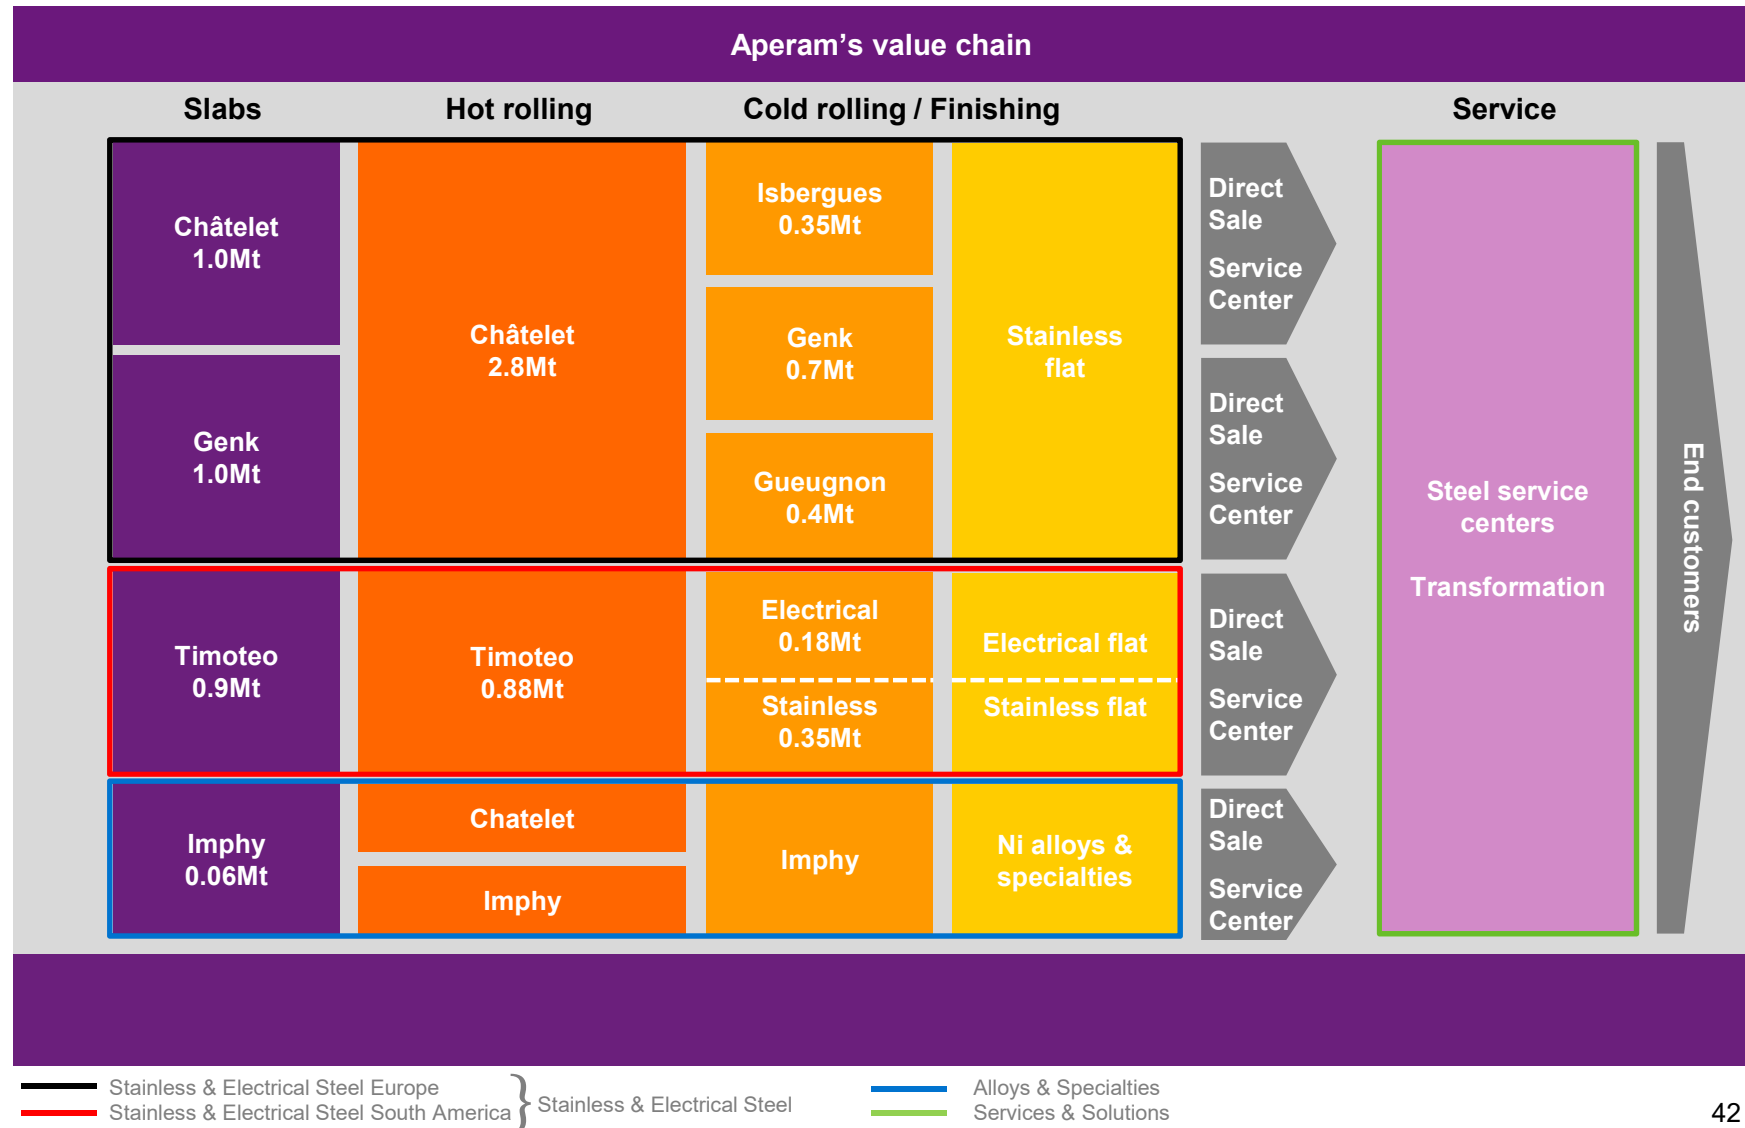 Aperam’s value chain
Slabs
Hot rolling
Cold rolling / Finishing
Service
Châtelet
1.0Mt
Genk
1.0Mt
Châtelet
2.8Mt
Isbergues
0.35Mt
Genk
0.7Mt
Gueugnon
0.4Mt
Stainless
flat
Direct
Sale
Service
Center
Direct
Sale
Service
Center
Timoteo
0.9Mt
Timoteo
0.88Mt
Electrical
0.18Mt
Stainless
0.35Mt
Electrical flat
Stainless flat
Direct
Sale
Service
Center
Imphy
0.06Mt
Chatelet
Imphy
Imphy
Ni alloys &
specialties
Direct
Sale
Service
Center
Steel service
centers
Transformation
End customers
Stainless & Electrical Steel Europe
Stainless & Electrical Steel South America
} Stainless & Electrical Steel
Alloys & Specialties
Services & Solutions
42